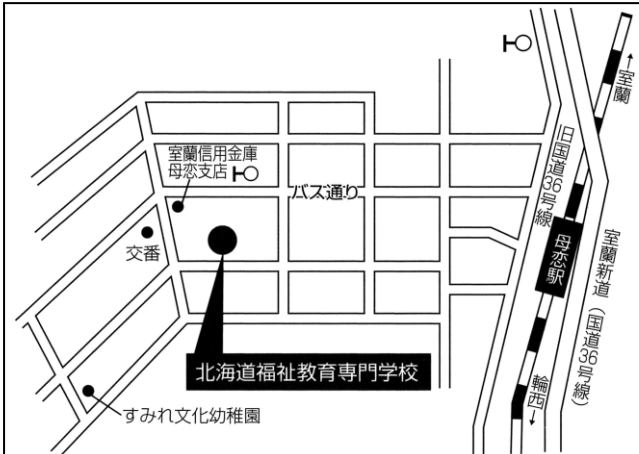 ←室蘭
旧国道36号線
室蘭信用金庫
母恋支店
バス通り
母恋駅
室蘭新道（国道36号線）
交番
北海道福祉教育専門学校
輪西→
すみれ文化幼稚園